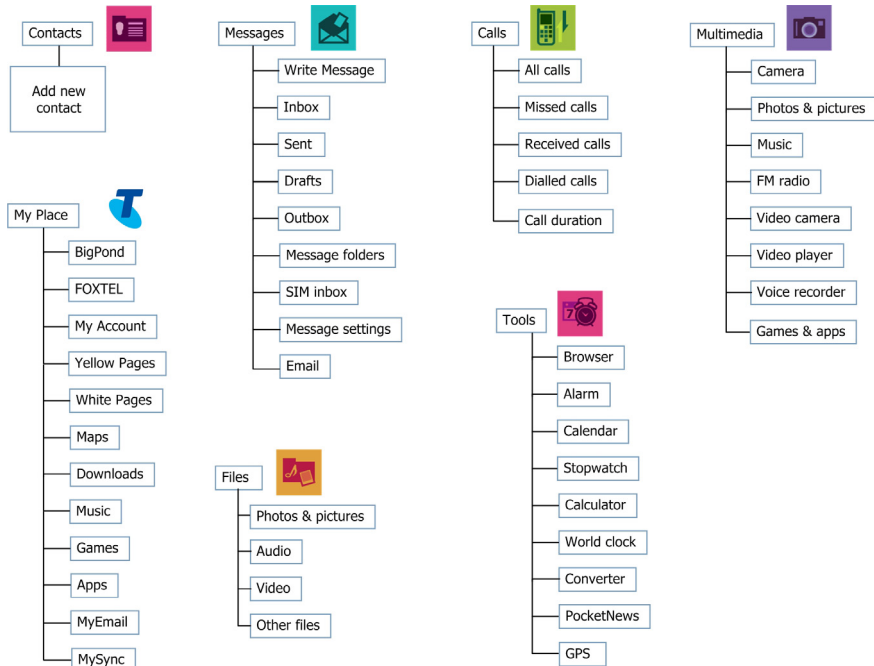 Contacts
Add new
contact
Messages
Write Message
Inbox
Sent
Drafts
Outbox
Message folders
SIM inbox
Message settings
Email
Calls
All calls
Missed calls
Received calls
Dialled calls
Call duration
Multimedia
Camera
Photos & pictures
Music
FM radio
Video camera
Video player
Voice recorder
Games & apps
My Place
T
BigPond
FOXTEL
My Account
Yellow Pages
White Pages
Maps
Downloads
Music
Games
Apps
MyEmail
MySync
Files
Photos & pictures
Audio
Video
Other files
Tools
7
Browser
Alarm
Calendar
Stopwatch
Calculator
World clock
Converter
PocketNews
GPS